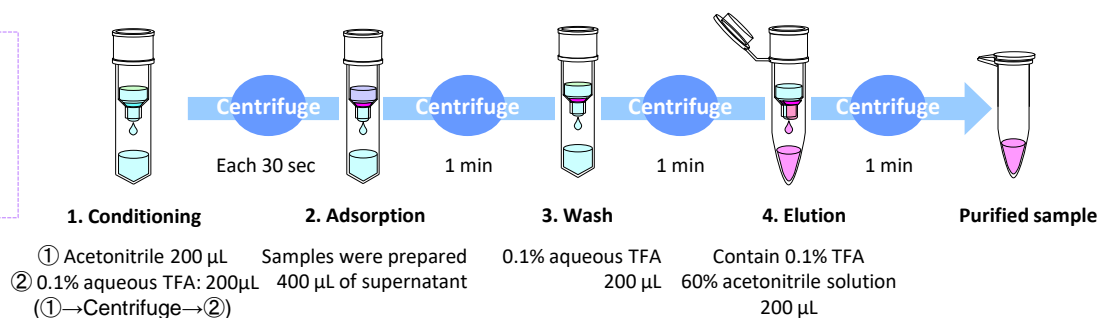 Centrifuge Centrifuge Centrifuge Centrifuge
Each 30 sec 1 min 1 min 1 min
1. Conditioning 2. Adsorption 3. Wash 4. Elution Purified sample
① Acetonitrile 200 µL Samples were prepared 0.1% aqueous TFA Contain 0.1% TFA
② 0.1% aqueous TFA: 200µL 400 µL of supernatant 200 µL 60% acetonitrile solution
(①→Centrifuge→②) 200 µL